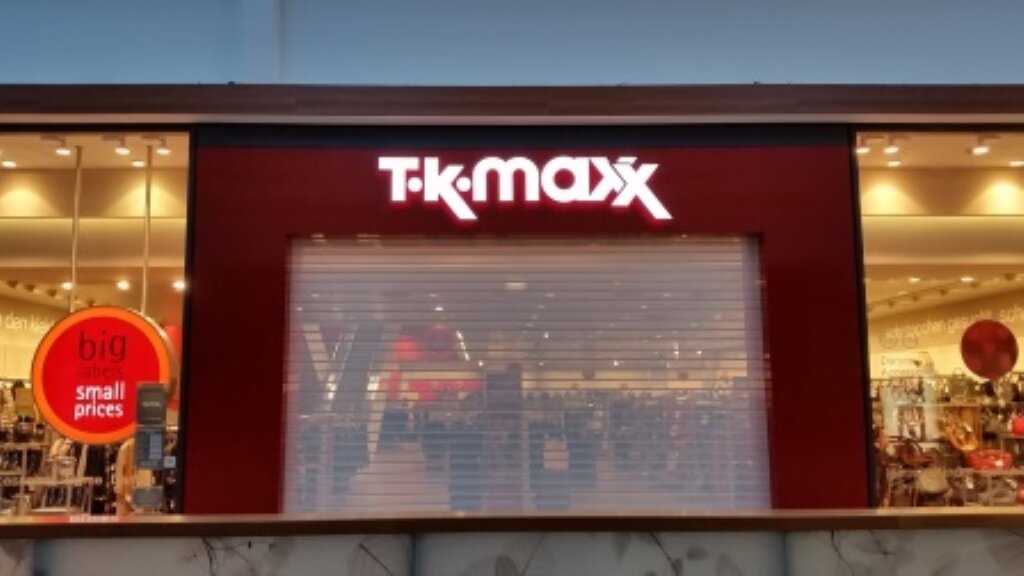 T·K·maxx
big
labels
small
prices